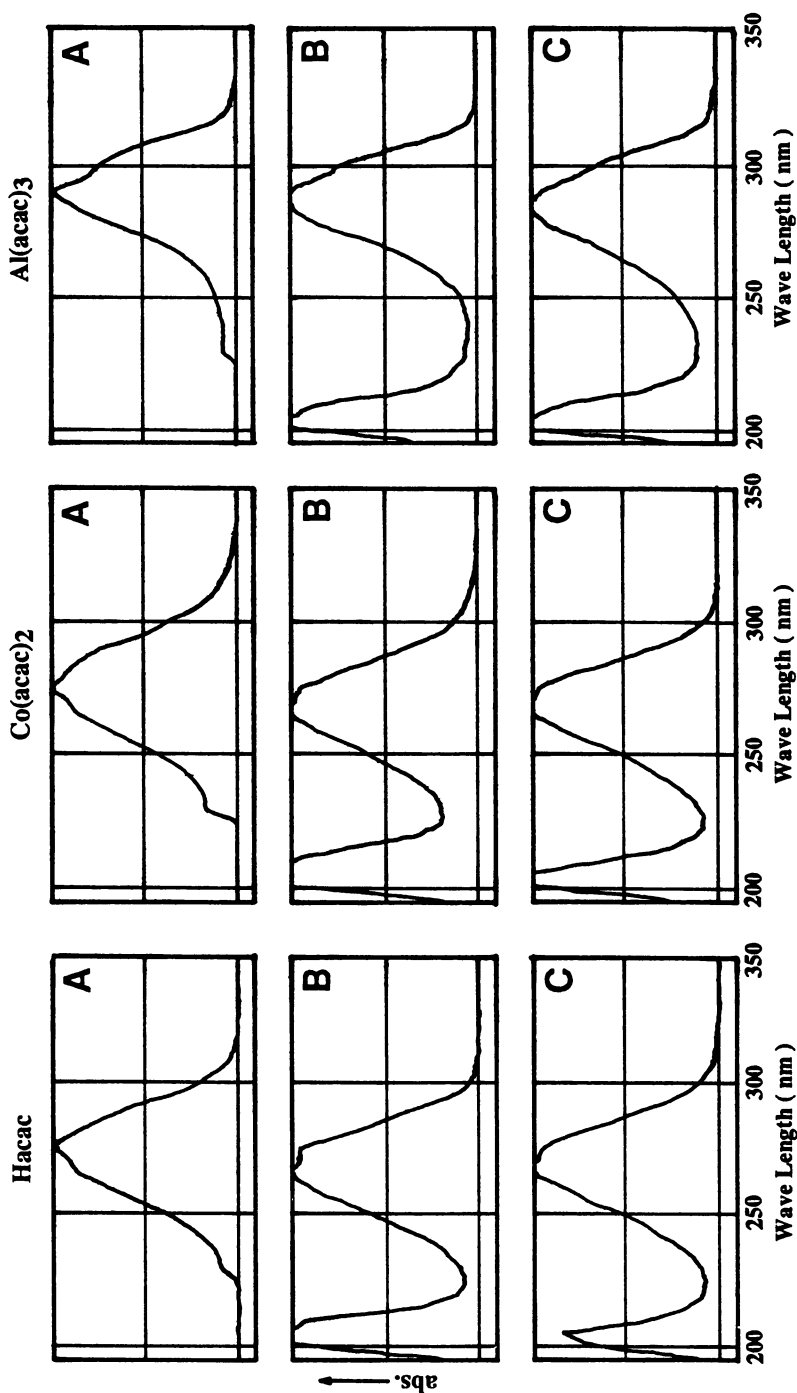 Hacac
Co(acac)2
Al(acac)3
A
A
A
B
B
B
abs.
C
C
C
200 250 300 350
200 250 300 350
200 250 300 350
Wave Length ( nm )
Wave Length ( nm )
Wave Length ( nm )